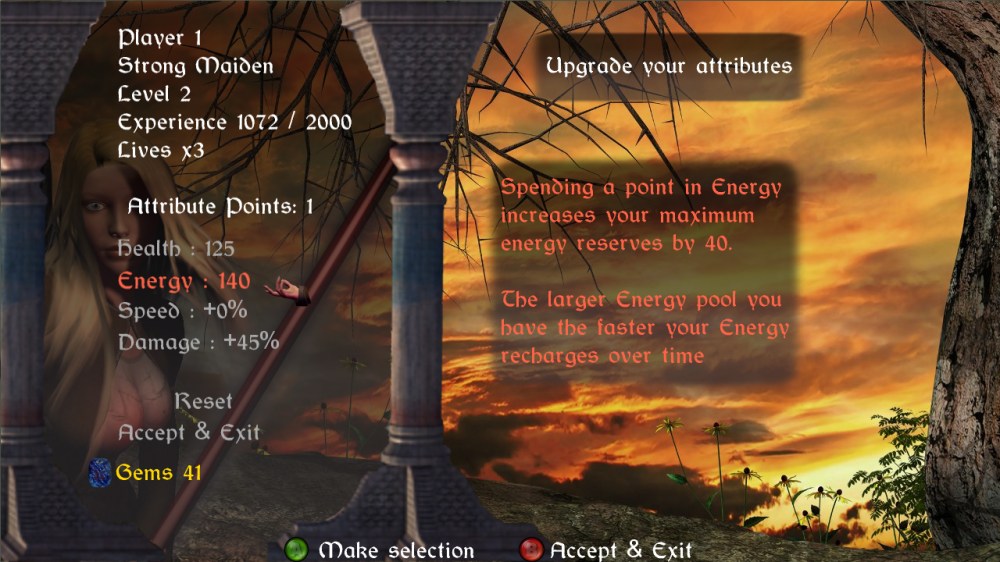 Player 1
Strong Maiden
Level 2
Experience 1072 / 2000
Lives x3
Attribute Points: 1
Health : 125
Energy : 140
Speed : +0%
Damage : +45%
Reset
Accept & Exit
Gems 41
Upgrade your attributes
Spending a point in Energy
increases your maximum
energy reserves by 40.
The larger Energy pool you
have the faster your Energy
recharges over time
Make selection
Accept & Exit